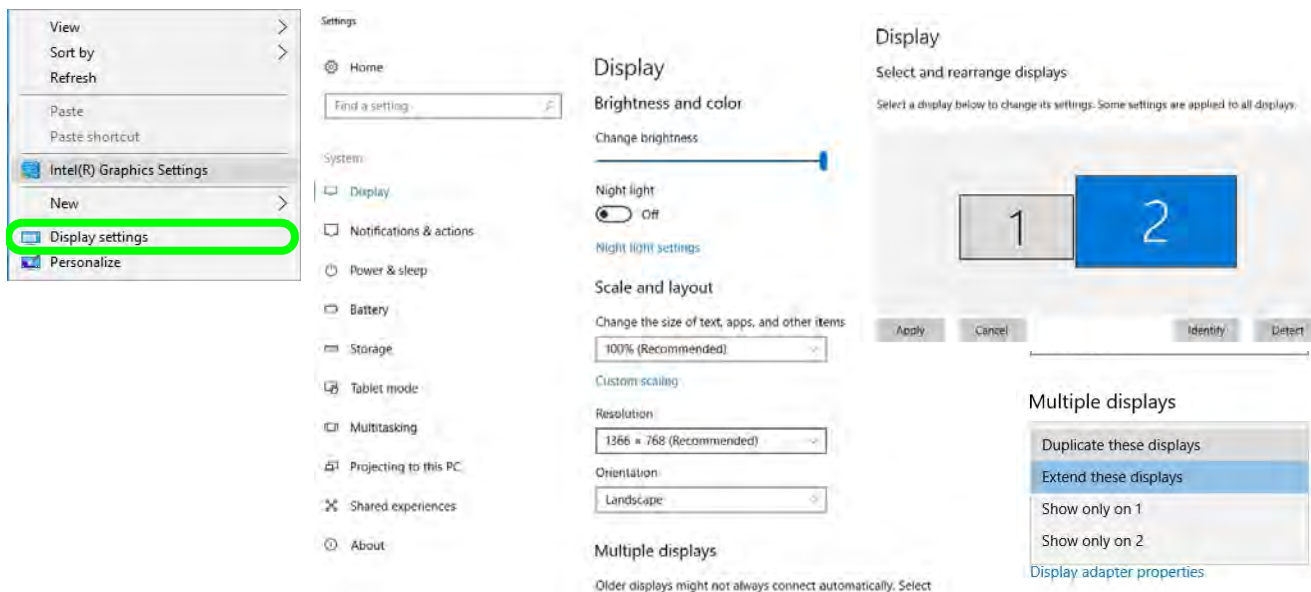 View
Sort by
Refresh
Paste
Paste shortcut
Intel(R) Graphics Settings
New
Display settings
Personalize
Settings
Home
Find a setting
System
Display
Notifications & actions
Power & sleep
Battery
Storage
Tablet mode
Multitasking
Projecting to this PC
Shared experiences
About
Display
Brightness and color
Change brightness
Night light
Off
Night light settings
Scale and layout
Change the size of text, apps, and other items
100% (Recommended)
Custom scaling
Resolution
1366 × 768 (Recommended)
Orientation
Landscape
Multiple displays
Older displays might not always connect automatically. Select
Display
Select and rearrange displays
Select a display below to change its settings. Some settings are applied to all displays.
1 2
Apply Cancel Identify Detect
Multiple displays
Duplicate these displays
Extend these displays
Show only on 1
Show only on 2
Display adapter properties